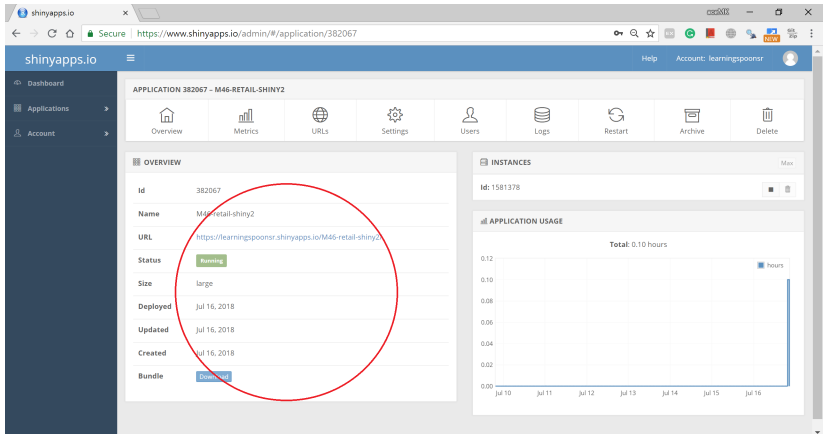 shinyapps.io
Secure https://www.shinyapps.io/admin/#/application/382067
NEW
shinyapps.io
Help Account: learningspoonsr
Dashboard
Applications
Account
APPLICATION 382067 – M46-RETAIL-SHINY2
Overview Metrics URLs Settings Users Logs Restart Archive Delete
OVERVIEW
Id 382067
Name M46-retail-shiny2
URL https://learningspoonsr.shinyapps.io/M46-retail-shiny2/
Status Running
Size large
Deployed Jul 16, 2018
Updated Jul 16, 2018
Created Jul 16, 2018
Bundle Download
INSTANCES Max
Id: 1581378
APPLICATION USAGE
Total: 0.10 hours
hours
0.12
0.10
0.08
0.06
0.04
0.02
0.00
Jul 10 Jul 11 Jul 12 Jul 13 Jul 14 Jul 15 Jul 16